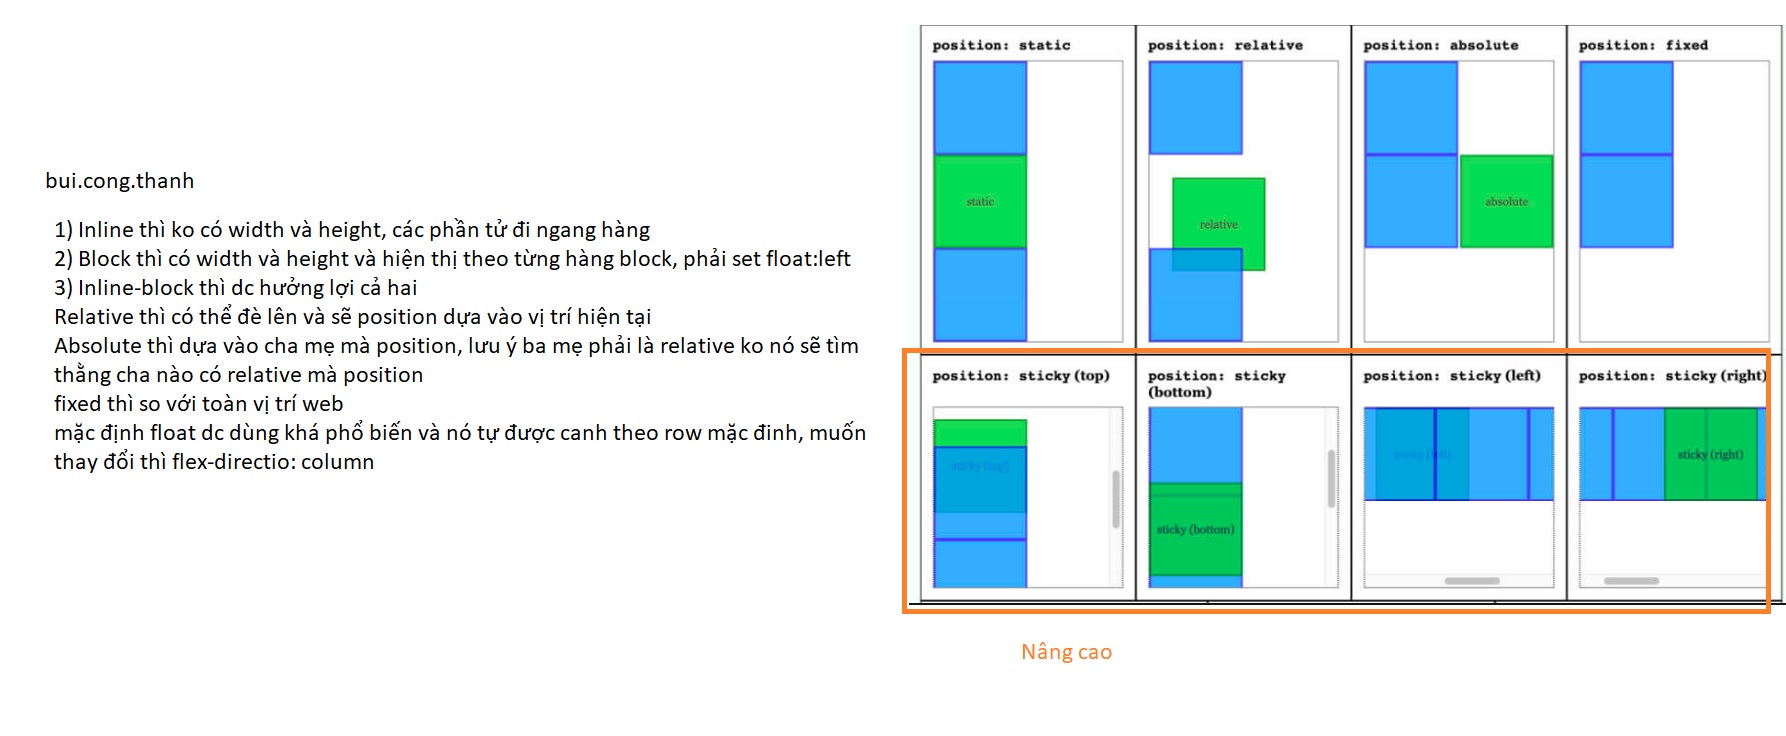 bui.cong.thanh
1) Inline thì ko có width và height, các phần tử đi ngang hàng
2) Block thì có width và height và hiện thị theo từng hàng block, phải set float:left
3) Inline-block thì dc hưởng lợi cả hai
Relative thì có thể đè lên và sẽ position dựa vào vị trí hiện tại
Absolute thì dựa vào cha mẹ mà position, lưu ý ba mẹ phải là relative ko nó sẽ tìm
thằng cha nào có relative mà position
fixed thì so với toàn vị trí web
mặc định float dc dùng khá phổ biến và nó tự được canh theo row mặc đinh, muốn
thay đổi thì flex-directio: column
position: static
static
position: relative
relative
position: absolute
absolute
position: fixed
position: sticky (top)
sticky (top)
position: sticky
(bottom)
sticky (bottom)
position: sticky (left)
sticky (left)
position: sticky (right)
sticky (right)
Nâng cao